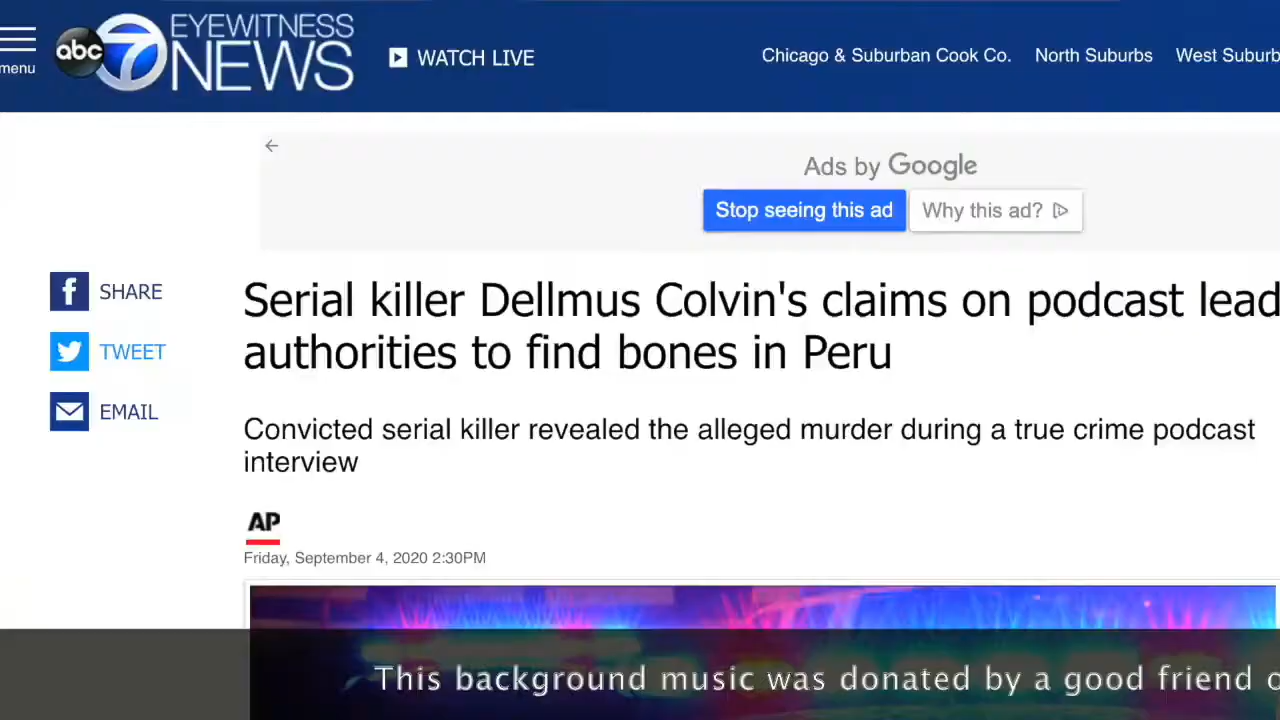 menu
abc 7 EYEWITNESS NEWS
WATCH LIVE
Chicago & Suburban Cook Co. North Suburbs West Suburb
Ads by Google
Stop seeing this ad Why this ad?
SHARE
TWEET
EMAIL
Serial killer Dellmus Colvin's claims on podcast lead
authorities to find bones in Peru
Convicted serial killer revealed the alleged murder during a true crime podcast
interview
AP
Friday, September 4, 2020 2:30PM
This background music was donated by a good friend o